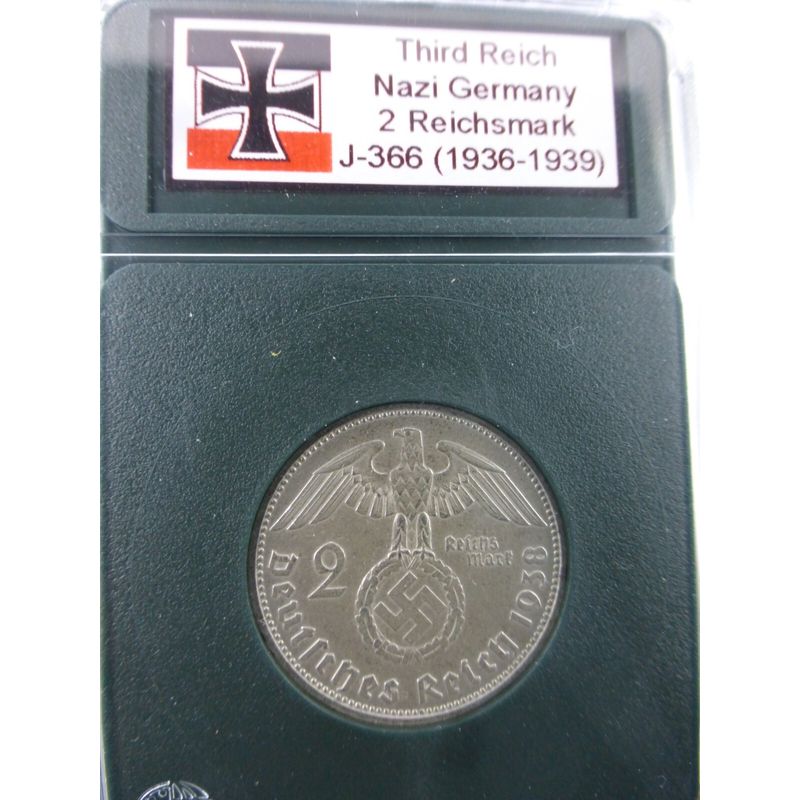 Third Reich
Nazi Germany
2 Reichsmark
J-366 (1936-1939)
2
Reichs
mark
Deutsches Reich 1938